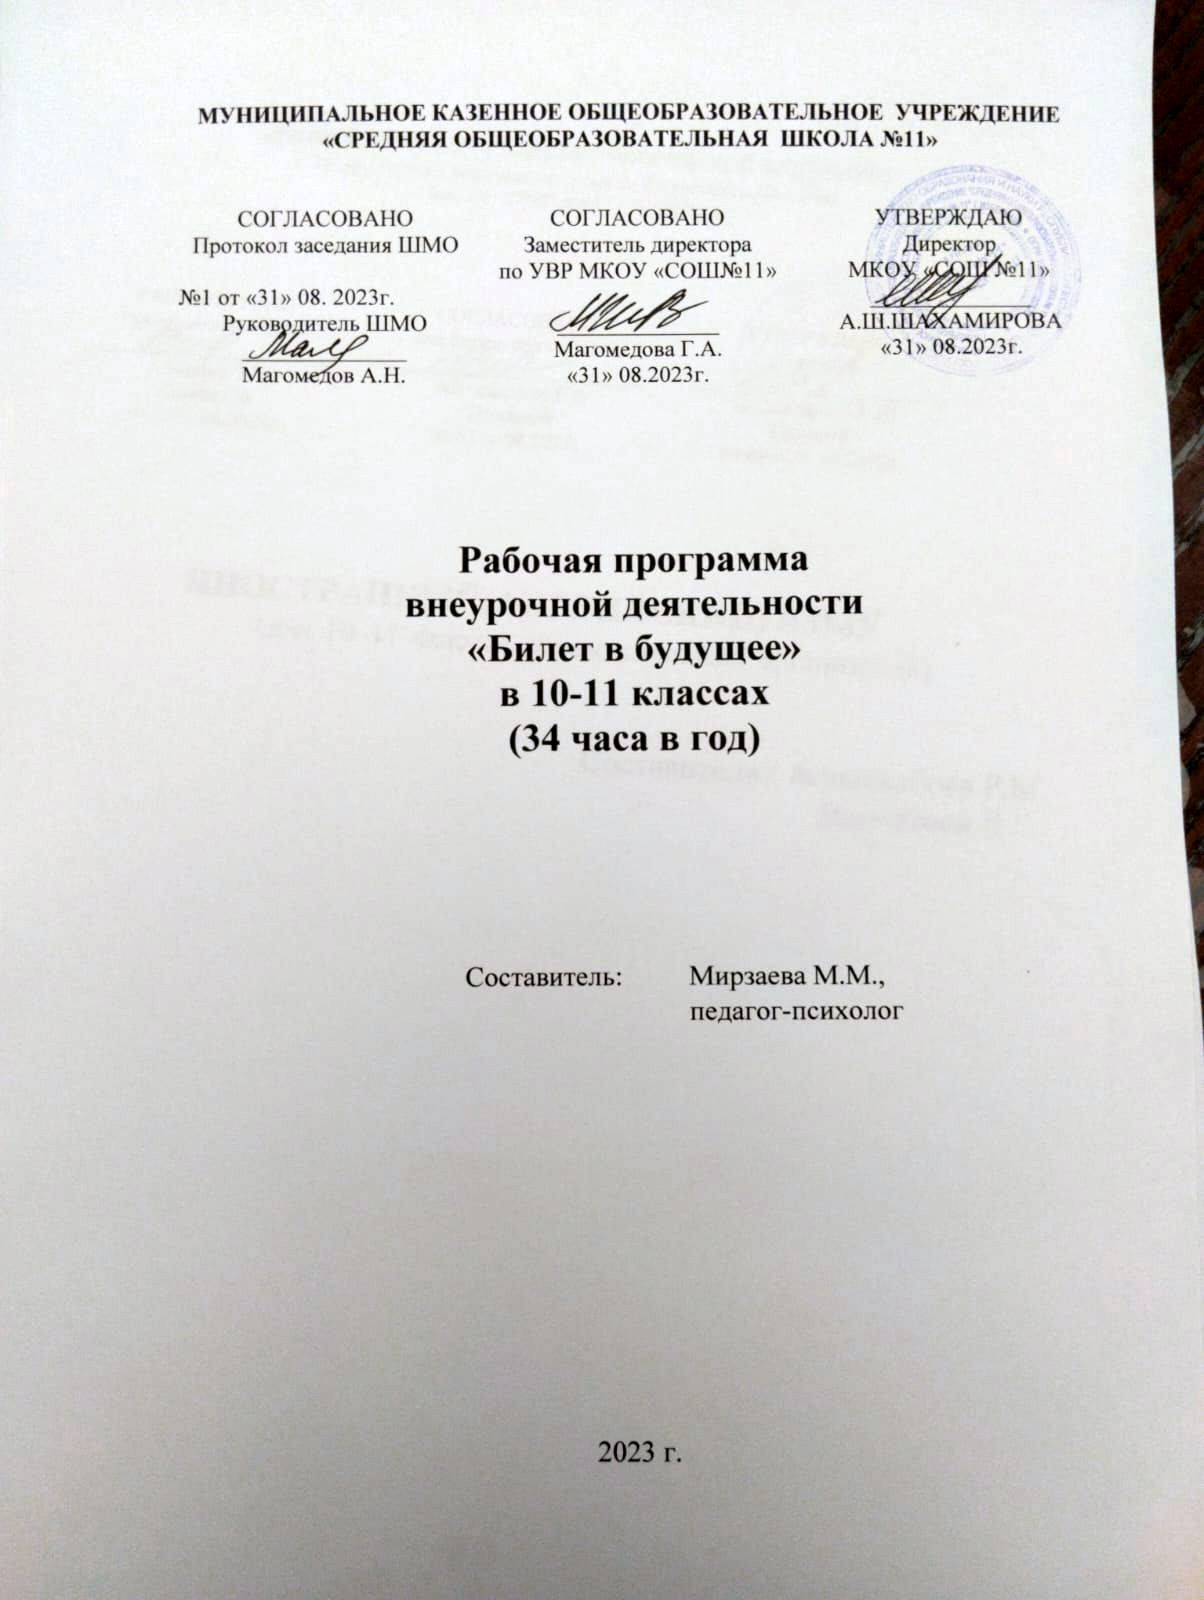 МУНИЦИПАЛЬНОЕ КАЗЕННОЕ ОБЩЕОБРАЗОВАТЕЛЬНОЕ УЧРЕЖДЕНИЕ
«СРЕДНЯЯ ОБЩЕОБРАЗОВАТЕЛЬНАЯ ШКОЛА №11»
СОГЛАСОВАНО
Протокол заседания ШМО
№1 от «31» 08. 2023г.
Руководитель ШМО
Магомедов А.Н.
СОГЛАСОВАНО
Заместитель директора
по УВР МКОУ «СОШ№11»
Магомедова Г.А.
«31» 08.2023г.
УТВЕРЖДАЮ
Директор
МКОУ «СОШ №11»
А.Ш.ШАХАМИРОВА
«31» 08.2023г.
Рабочая программа
внеурочной деятельности
«Билет в будущее»
в 10-11 классах
(34 часа в год)
Составитель: Мирзаева М.М.,
педагог-психолог
2023 г.